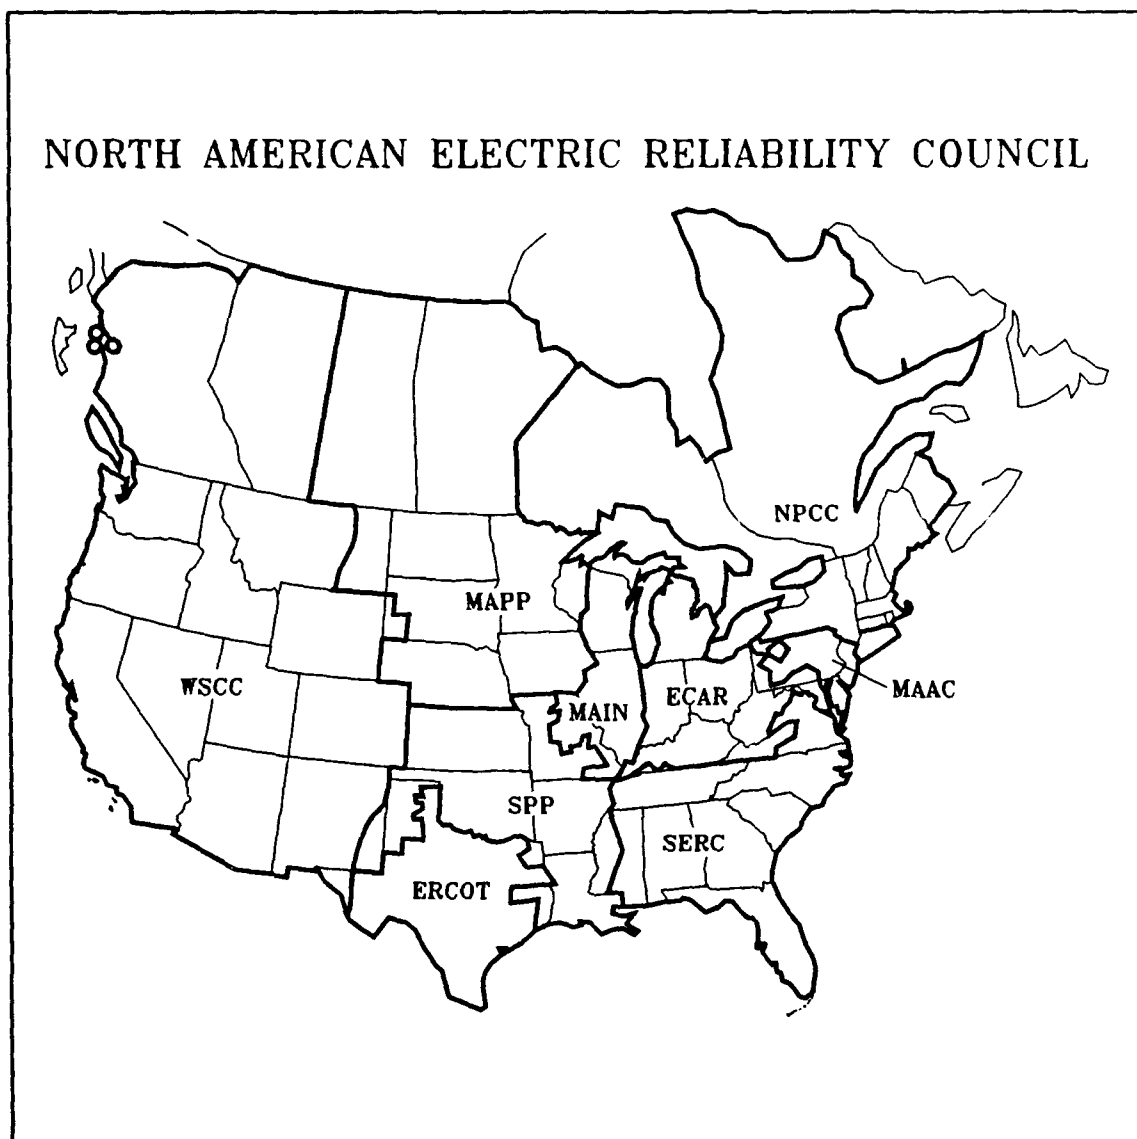 NORTH AMERICAN ELECTRIC RELIABILITY COUNCIL
NPCC
MAPP
WSCC
MAIN
ECAR
MAAC
SPP
SERC
ERCOT